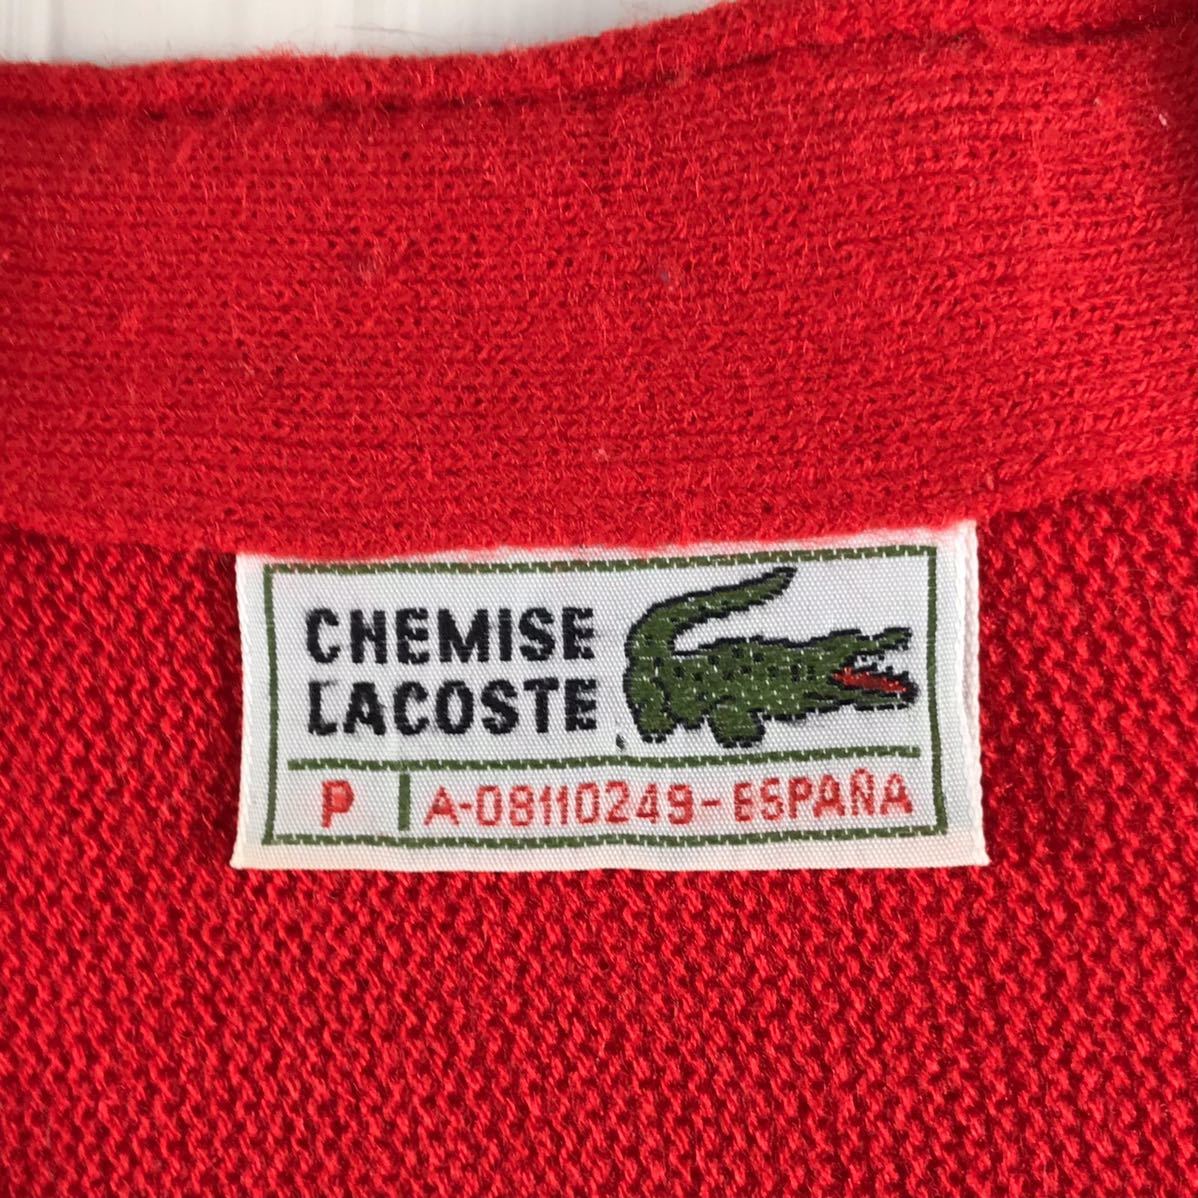 CHEMISE
LACOSTE
P A-08110249-ESPAÑA